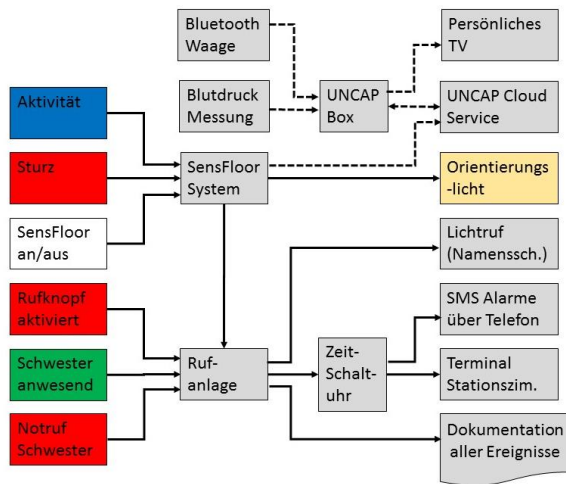 Bluetooth
Waage
Persönliches
TV
Aktivität
Blutdruck
Messung
UNCAP
Box
UNCAP Cloud
Service
Sturz
SensFloor
System
Orientierungs
-licht
SensFloor
an/aus
Lichtruf
(Namenssch.)
Rufknopf
aktiviert
SMS Alarme
über Telefon
Schwester
anwesend
Ruf-
anlage
Zeit-
Schalt-
uhr
Terminal
Stationszim.
Notruf
Schwester
Dokumentation
aller Ereignisse